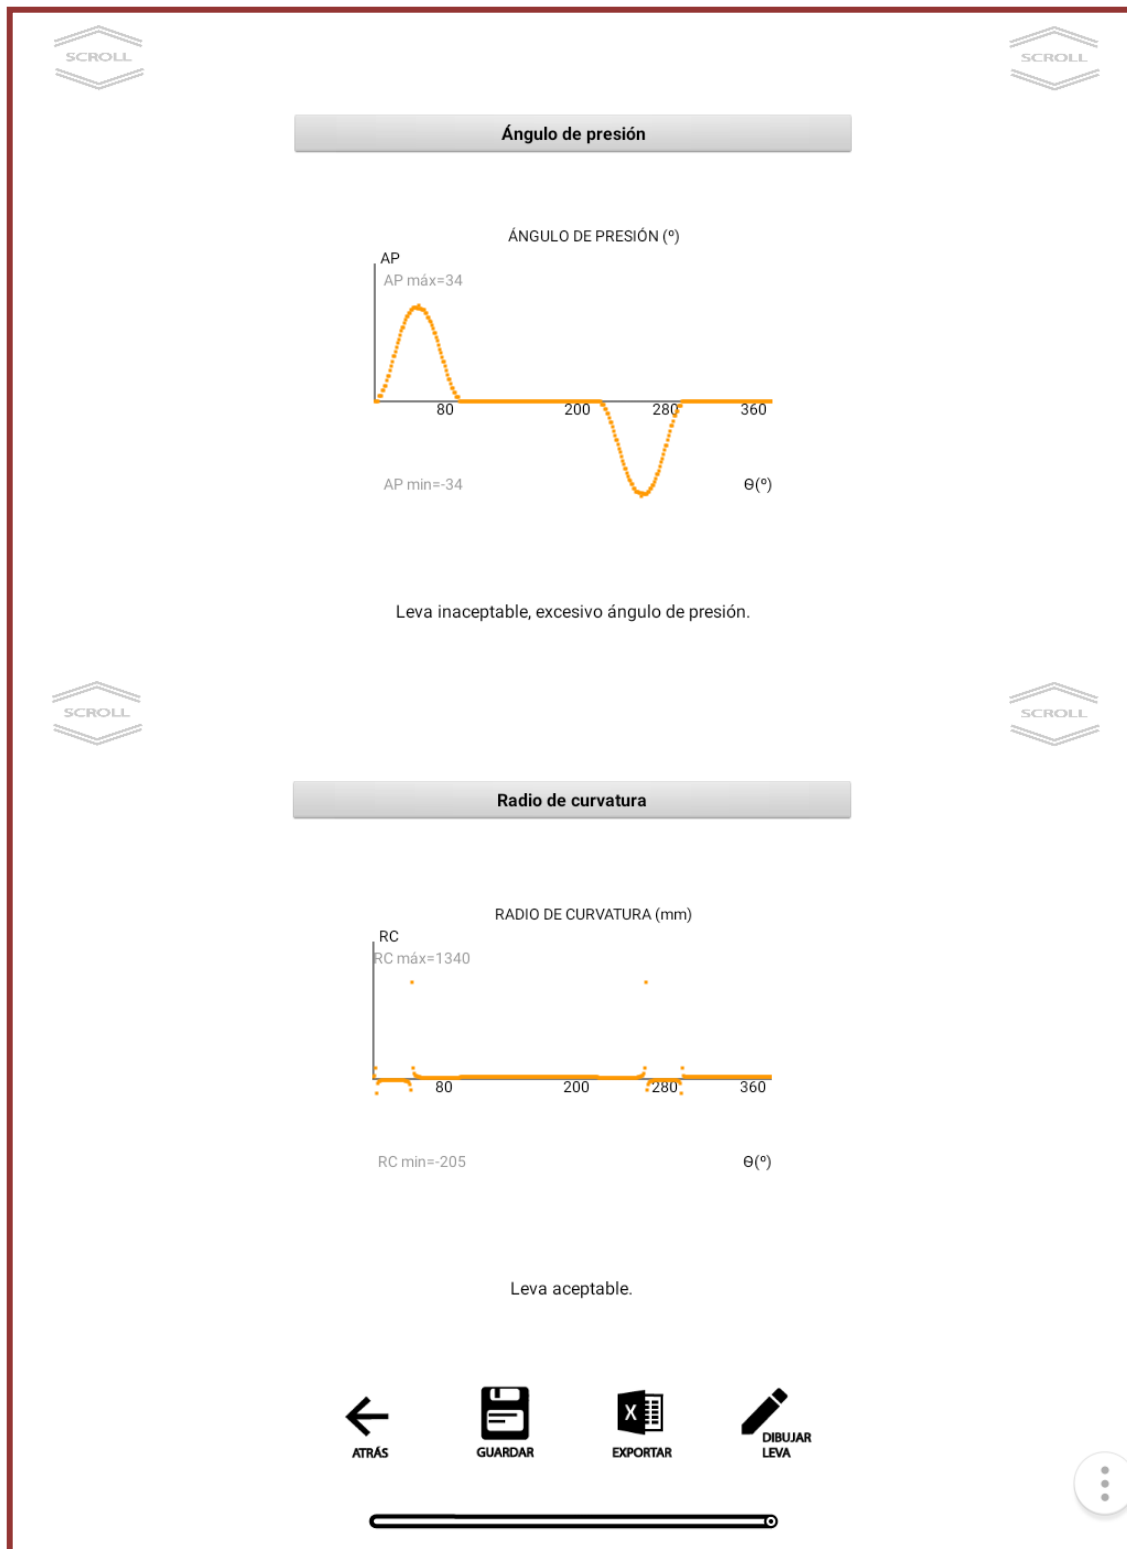 SCROLL
SCROLL
Ángulo de presión
ÁNGULO DE PRESIÓN (º)
AP
AP máx=34
80 200 280 360
AP min=-34
Θ(º)
Leva inaceptable, excesivo ángulo de presión.
SCROLL
SCROLL
Radio de curvatura
RADIO DE CURVATURA (mm)
RC
RC máx=1340
80 200 280 360
RC min=-205
Θ(º)
Leva aceptable.
ATRÁS
GUARDAR
X
EXPORTAR
DIBUJAR
LEVA